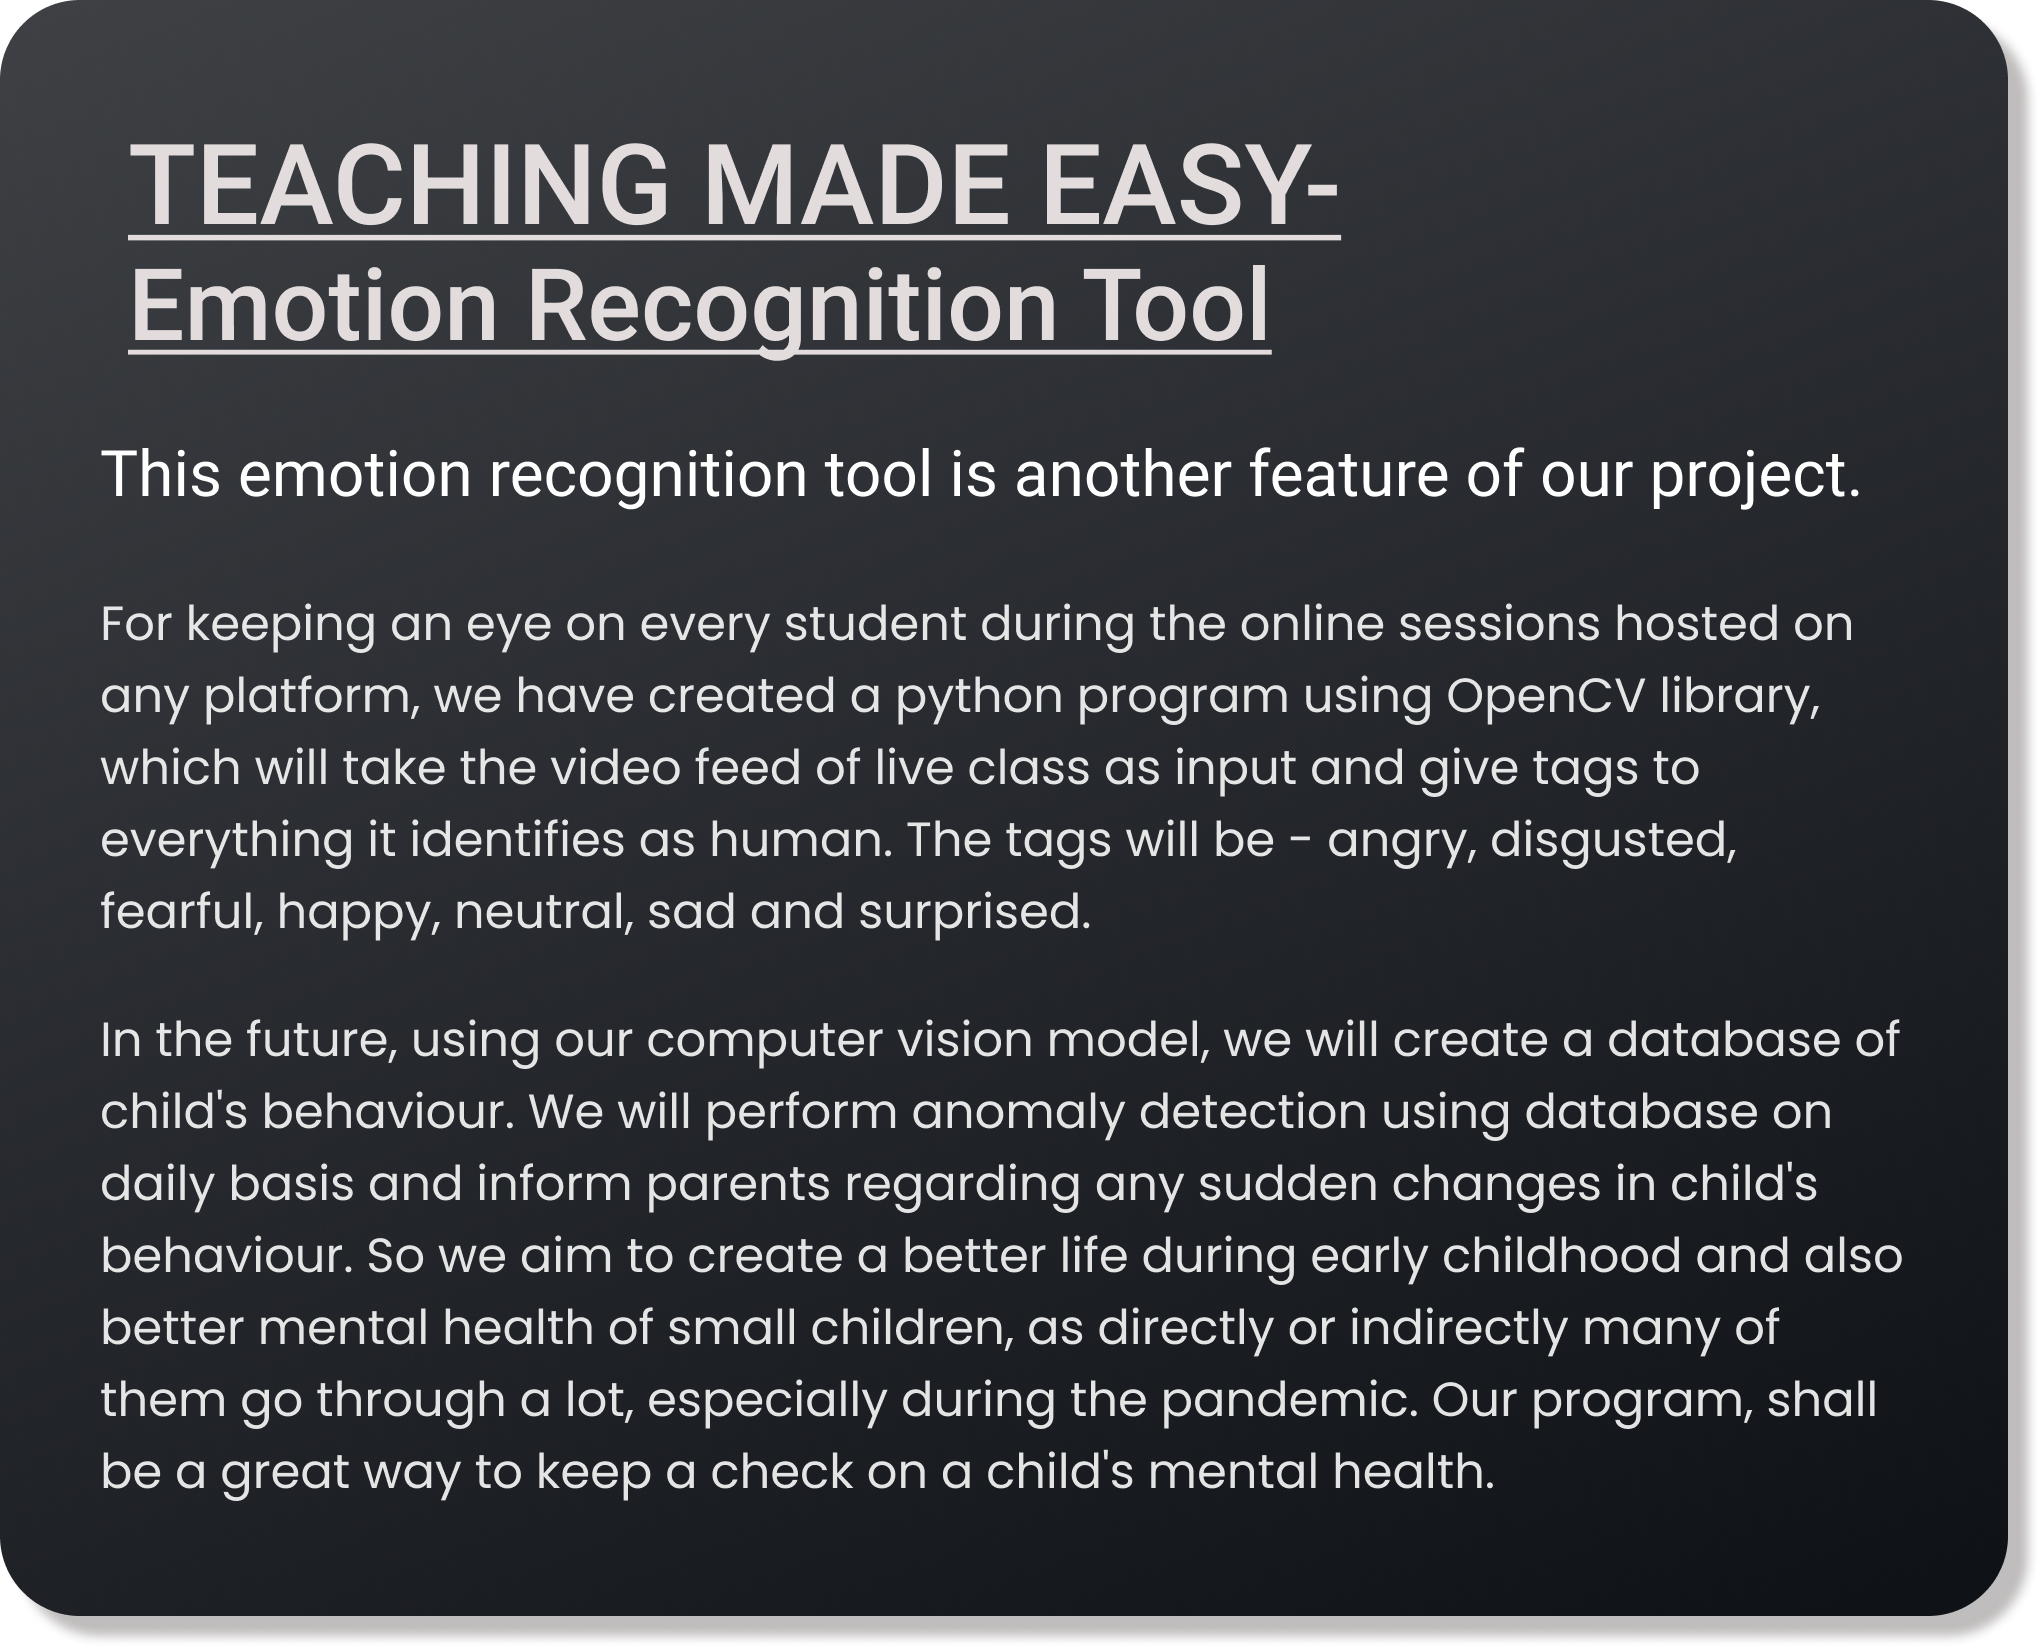 TEACHING MADE EASY-
Emotion Recognition Tool
This emotion recognition tool is another feature of our project.
For keeping an eye on every student during the online sessions hosted on
any platform, we have created a python program using OpenCV library,
which will take the video feed of live class as input and give tags to
everything it identifies as human. The tags will be - angry, disgusted,
fearful, happy, neutral, sad and surprised.
In the future, using our computer vision model, we will create a database of
child's behaviour. We will perform anomaly detection using database on
daily basis and inform parents regarding any sudden changes in child's
behaviour. So we aim to create a better life during early childhood and also
better mental health of small children, as directly or indirectly many of
them go through a lot, especially during the pandemic. Our program, shall
be a great way to keep a check on a child's mental health.